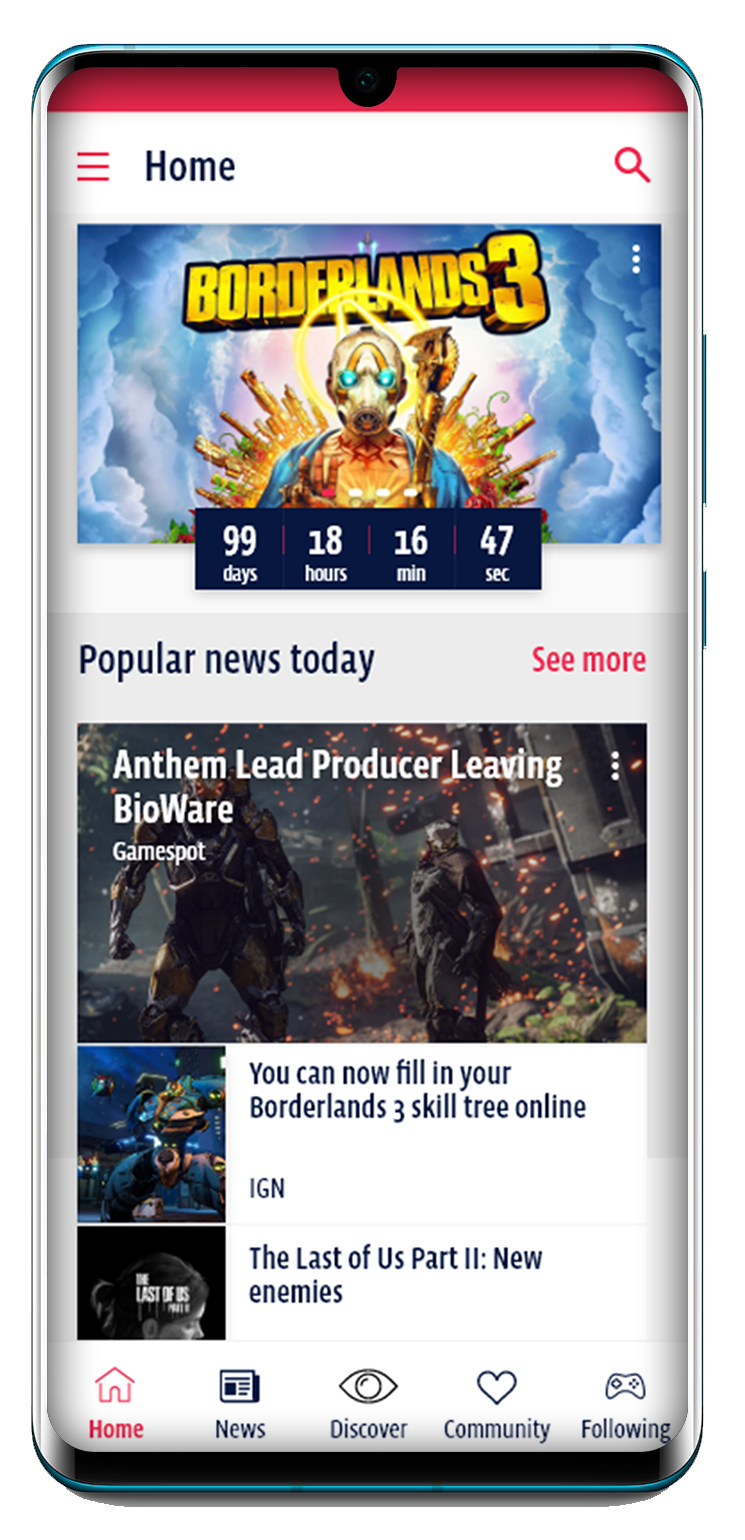 Home
BORDERLANDS 3
99 18 16 47
days hours min sec
Popular news today See more
Anthem Lead Producer Leaving
BioWare
Gamespot
You can now fill in your
Borderlands 3 skill tree online
IGN
THE
LAST OF US
PART II
The Last of Us Part II: New
enemies
Home News Discover Community Following